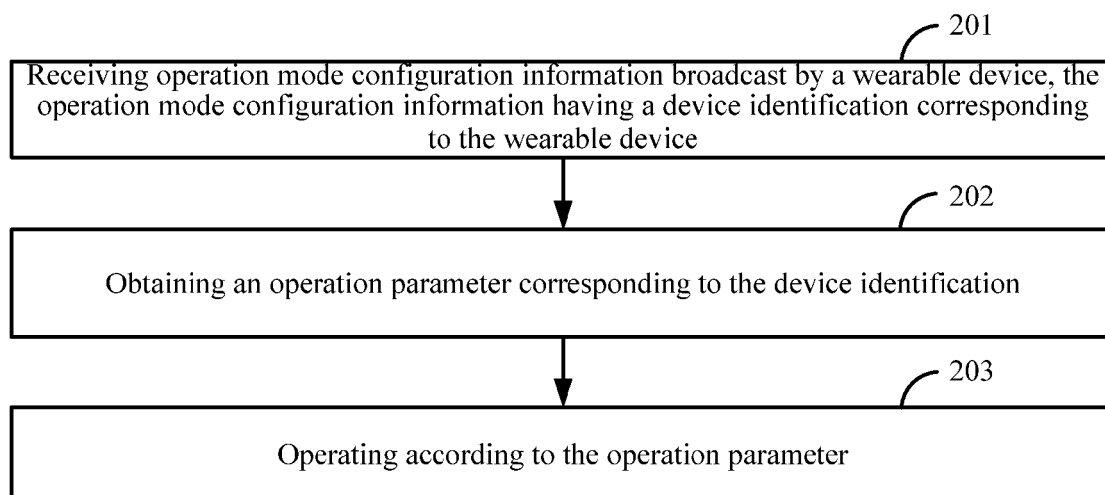 201
Receiving operation mode configuration information broadcast by a wearable device, the
operation mode configuration information having a device identification corresponding
to the wearable device
202
Obtaining an operation parameter corresponding to the device identification
203
Operating according to the operation parameter